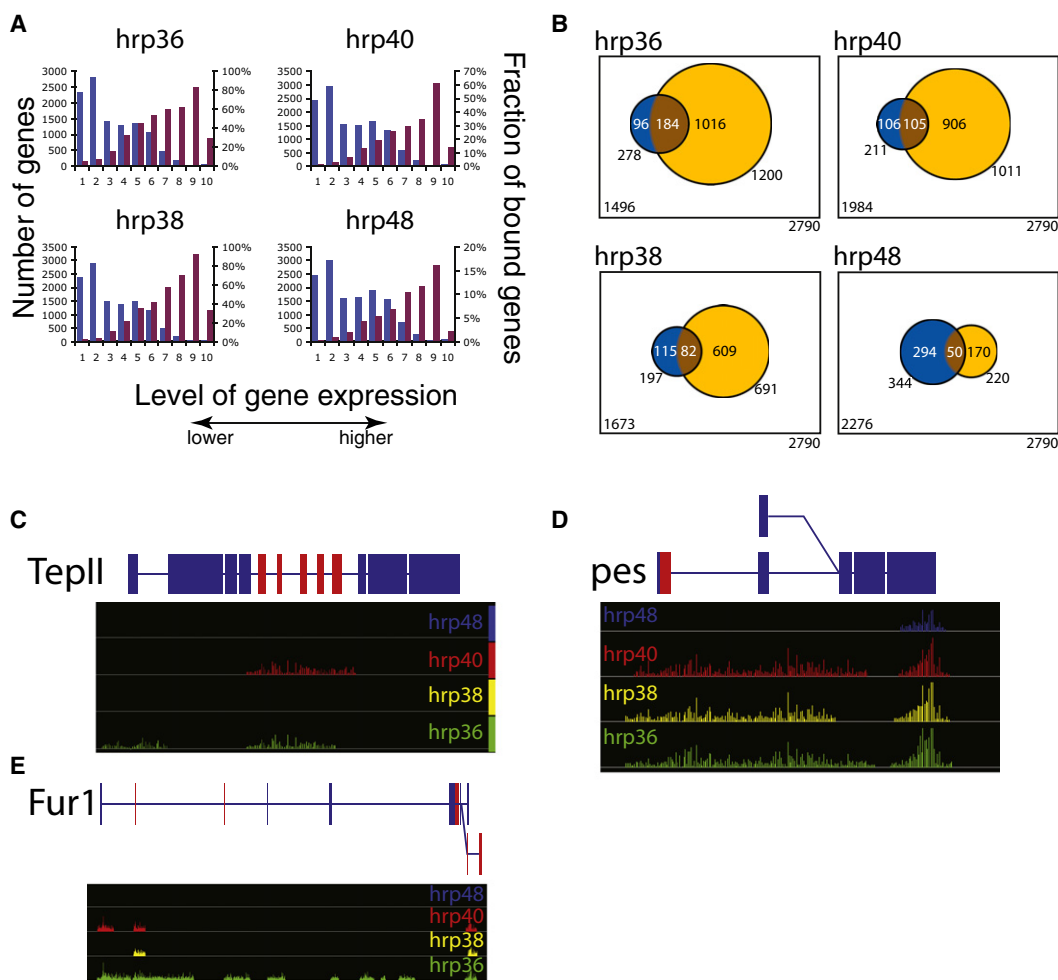 A
hrp36
hrp40
Number of genes
Fraction of bound genes
3000
2500
2000
1500
1000
500
0
100%
80%
60%
40%
20%
0%
1 2 3 4 5 6 7 8 9 10
3500
3000
2500
2000
1500
1000
500
0
70%
60%
50%
40%
30%
20%
10%
0%
1 2 3 4 5 6 7 8 9 10
hrp38
hrp48
3500
3000
2500
2000
1500
1000
500
0
100%
80%
60%
40%
20%
0%
1 2 3 4 5 6 7 8 9 10
3500
3000
2500
2000
1500
1000
500
0
20%
15%
10%
5%
0%
1 2 3 4 5 6 7 8 9 10
Level of gene expression
lower higher
B
hrp36
96 184 1016
278
1200
1496
2790
hrp40
106 105 906
211
1011
1984
2790
hrp38
115 82 609
197
691
1673
2790
hrp48
294 50 170
344
220
2276
2790
C
TepII
hrp48
hrp40
hrp38
hrp36
D
pes
hrp48
hrp40
hrp38
hrp36
E
Fur1
hrp48
hrp40
hrp38
hrp36